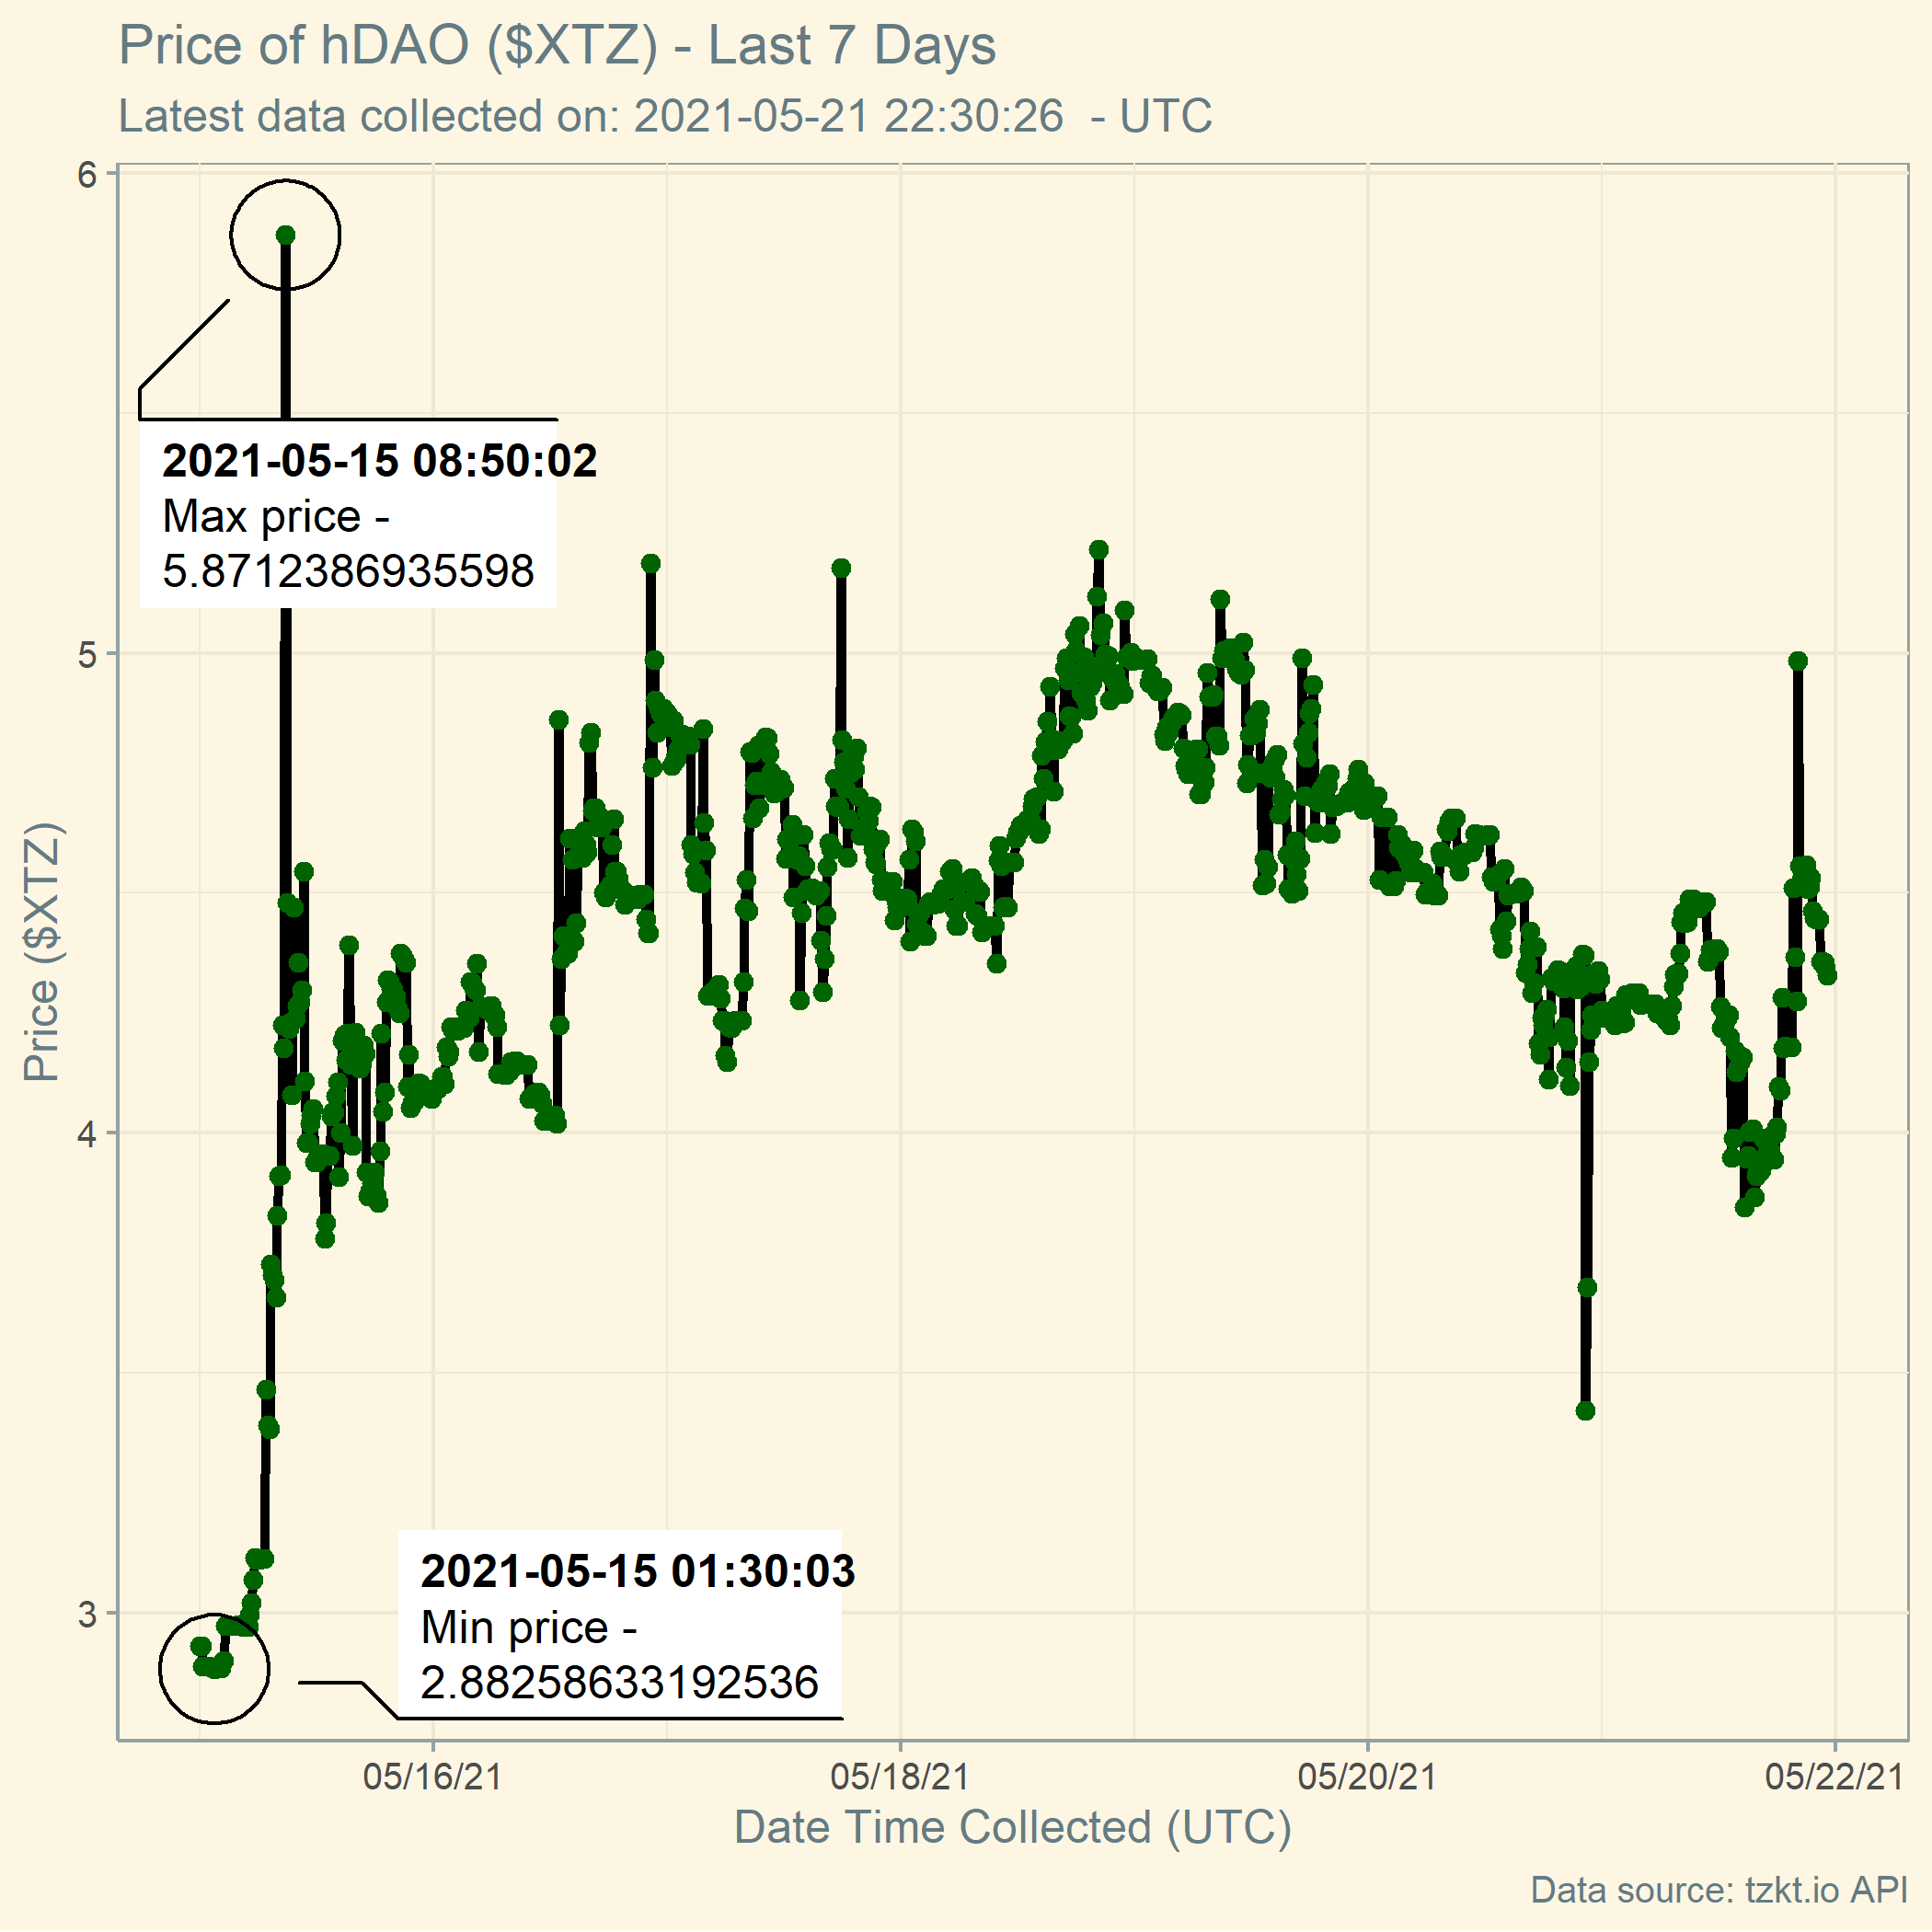 Price of hDAO ($XTZ) - Last 7 Days
Latest data collected on: 2021-05-21 22:30:26  - UTC
6
5
4
3
Price ($XTZ)
2021-05-15 08:50:02
Max price -
5.8712386935598
2021-05-15 01:30:03
Min price -
2.88258633192536
05/16/21
05/18/21
05/20/21
05/22/21
Date Time Collected (UTC)
Data source: tzkt.io API